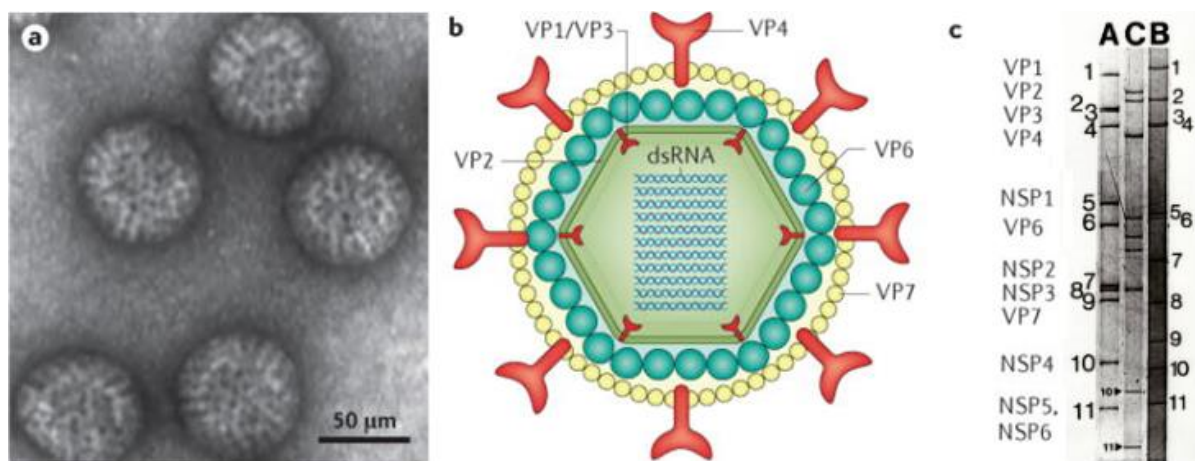 a
50 μm
b
VP1/VP3
VP4
VP2
dsRNA
VP6
VP7
c
A C B
VP1
VP2
VP3
VP4
NSP1
VP6
NSP2
NSP3
VP7
NSP4
NSP5.
NSP6
1
2 3
4
5
6
7
8
9
10
11
10
11
1
2
3
4
5 6
7
8
9
10
11